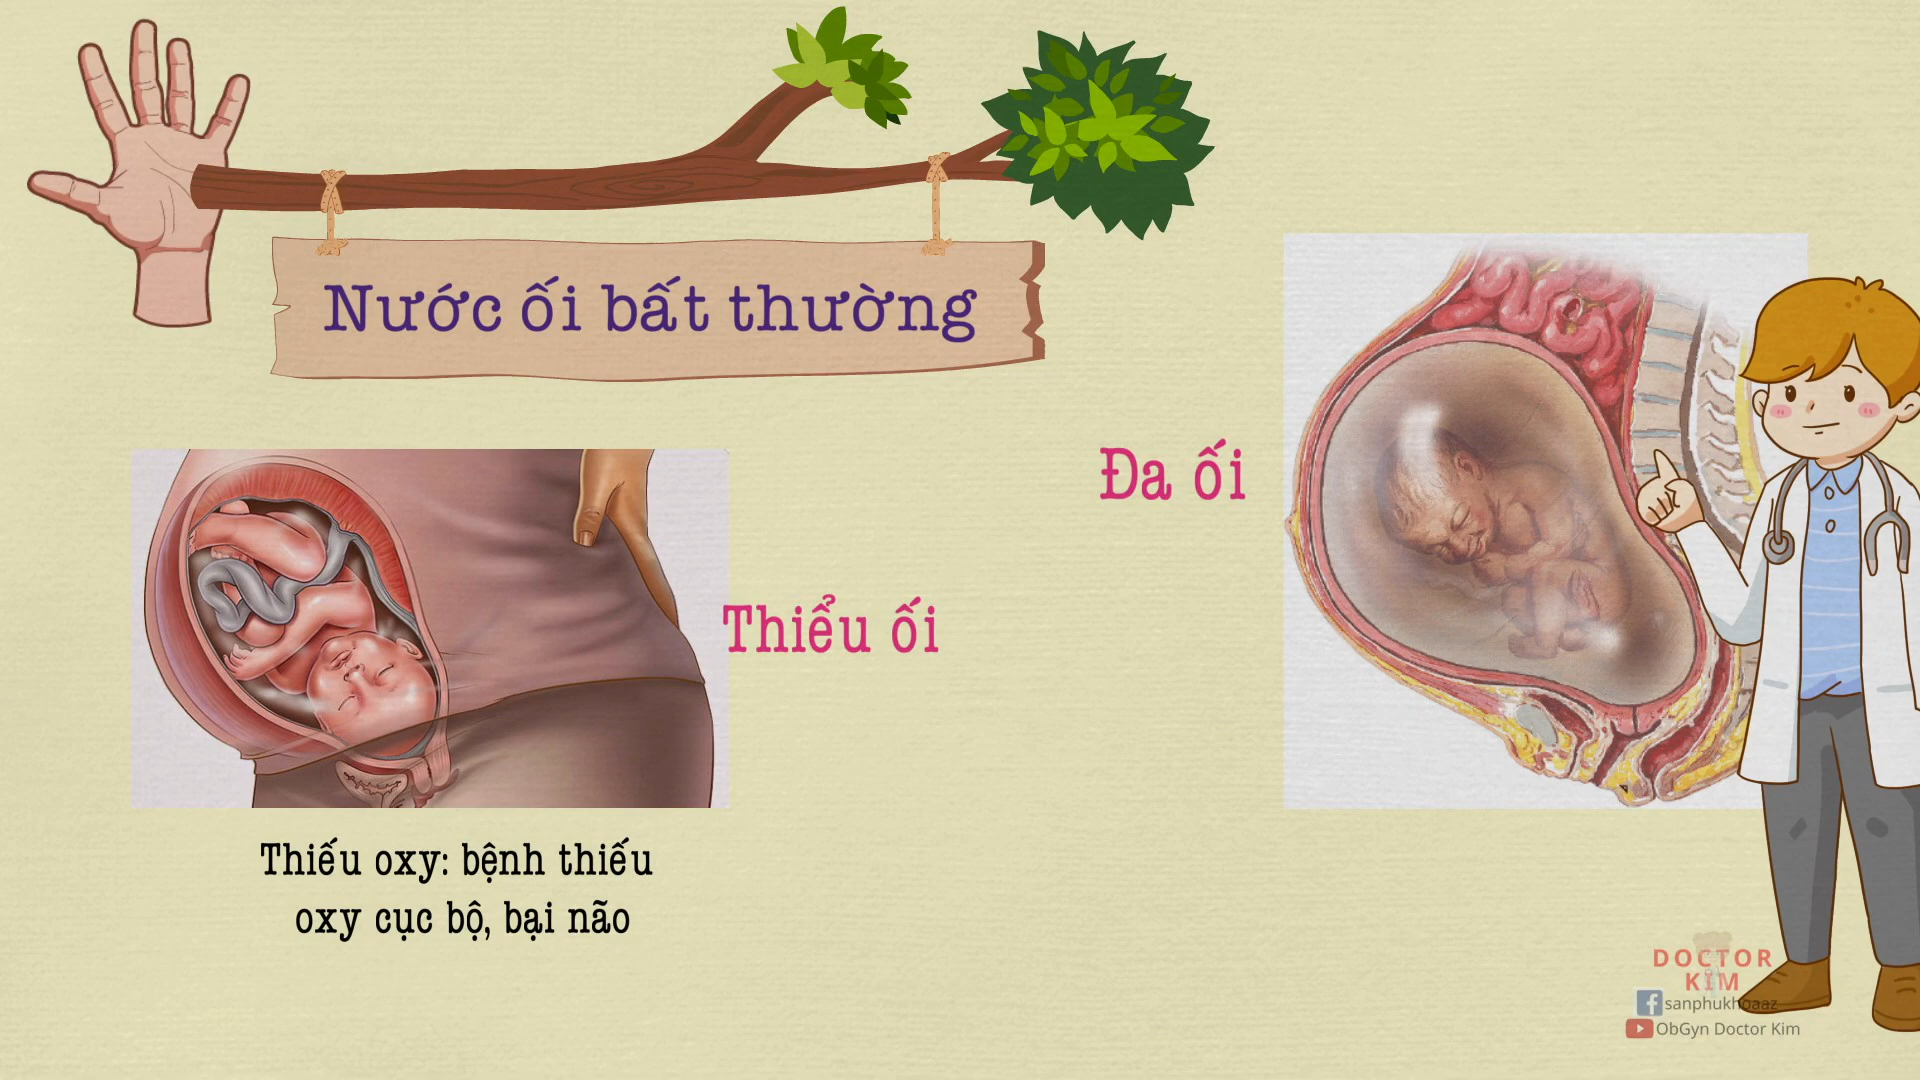 Nước ối bất thường
Đa ối
Thiểu ối
Thiếu oxy: bệnh thiếu
oxy cục bộ, bại não
DOCTOR
KIM
sanphukhoaaz
ObGyn Doctor Kim